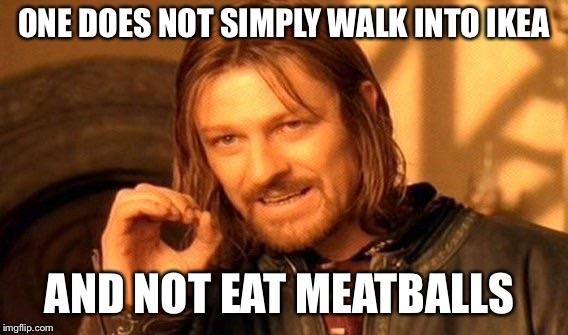 ONE DOES NOT SIMPLY WALK INTO IKEA
AND NOT EAT MEATBALLS
imgflip.com